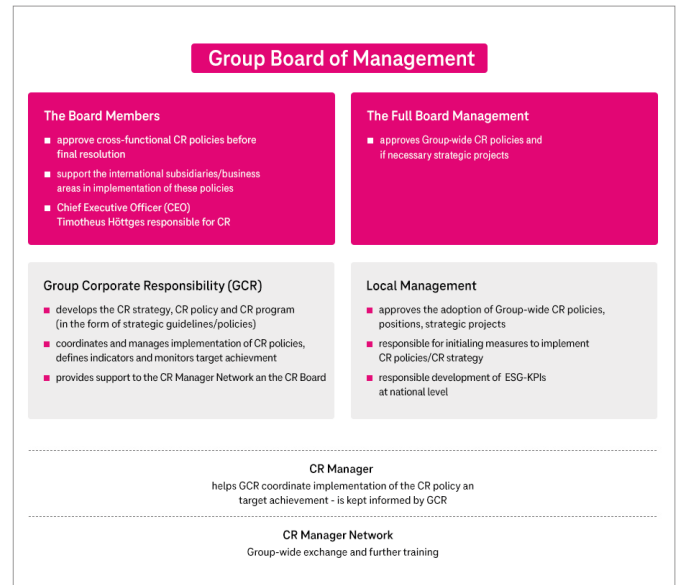 Group Board of Management
The Board Members
approve cross-functional CR policies before
final resolution
support the international subsidiaries/business
areas in implementation of these policies
Chief Executive Officer (CEO)
Timotheus Höttges responsible for CR
The Full Board Management
approves Group-wide CR policies and
if necessary strategic projects
Group Corporate Responsibility (GCR)
develops the CR strategy, CR policy and CR program
(in the form of strategic guidelines/policies)
coordinates and manages implementation of CR policies,
defines indicators and monitors target achievment
provides support to the CR Manager Network an the CR Board
Local Management
approves the adoption of Group-wide CR policies,
positions, strategic projects
responsible for initialing measures to implement
CR policies/CR strategy
responsible development of ESG-KPIs
at national level
CR Manager
helps GCR coordinate implementation of the CR policy an
target achievement - is kept informed by GCR
CR Manager Network
Group-wide exchange and further training